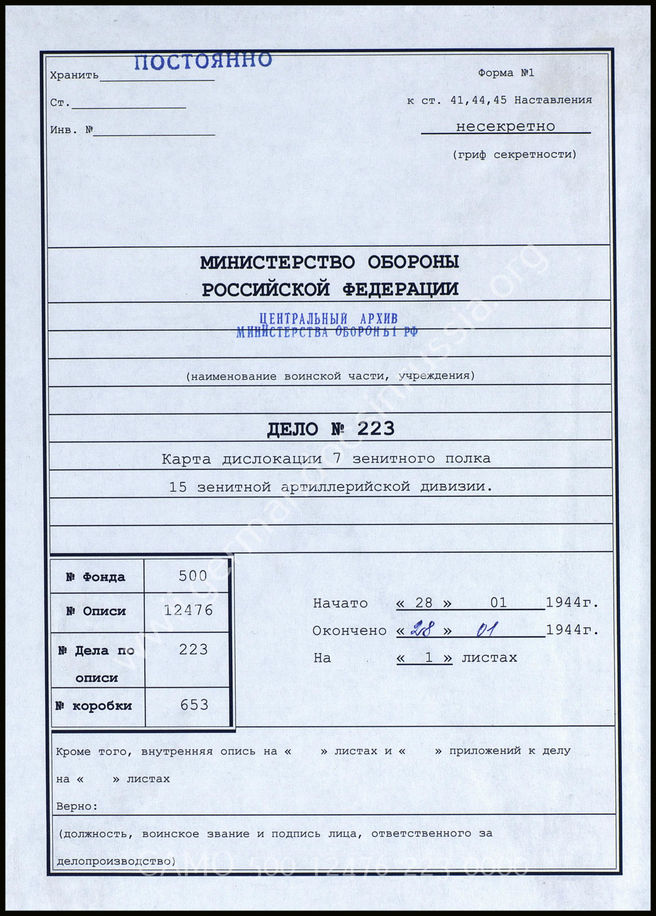 ПОСТОЯННО
Хранить
Форма №1
Ст.
к ст. 41,44,45 Наставления
Инв. №
несекретно
(гриф секретности)
МИНИСТЕРСТВО ОБОРОНЫ
РОССИЙСКОЙ ФЕДЕРАЦИИ
ЦЕНТРАЛЬНЫЙ АРХИВ
МИНИСТЕРСТВА ОБОРОНЫ РФ
(наименование воинской части, учреждения)
ДЕЛО № 223
Карта дислокации 7 зенитного полка
15 зенитной артиллерийской дивизии.
№ Фонда 500
№ Описи 12476
№ Дела по описи 223
№ коробки 653
Начато « 28 » 01 1944г.
Окончено « 28 » 01 1944г.
На « 1 » листах
Кроме того, внутренняя опись на « » листах и « » приложений к делу
на « » листах
Верно:
(должность, воинское звание и подпись лица, ответственного за
делопроизводство)
www.germandocsinrussia.org